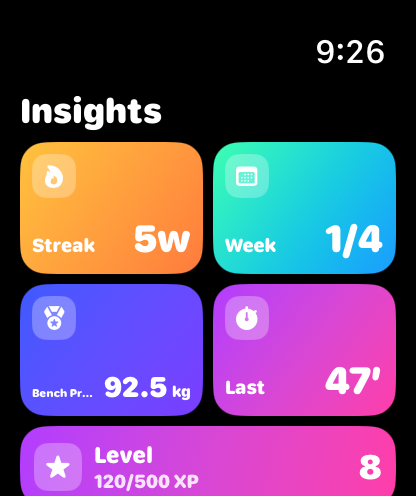 9:26
Insights
Streak 5w
Week 1/4
Bench Pr... 92.5 kg
Last 47'
Level
120/500 XP
8